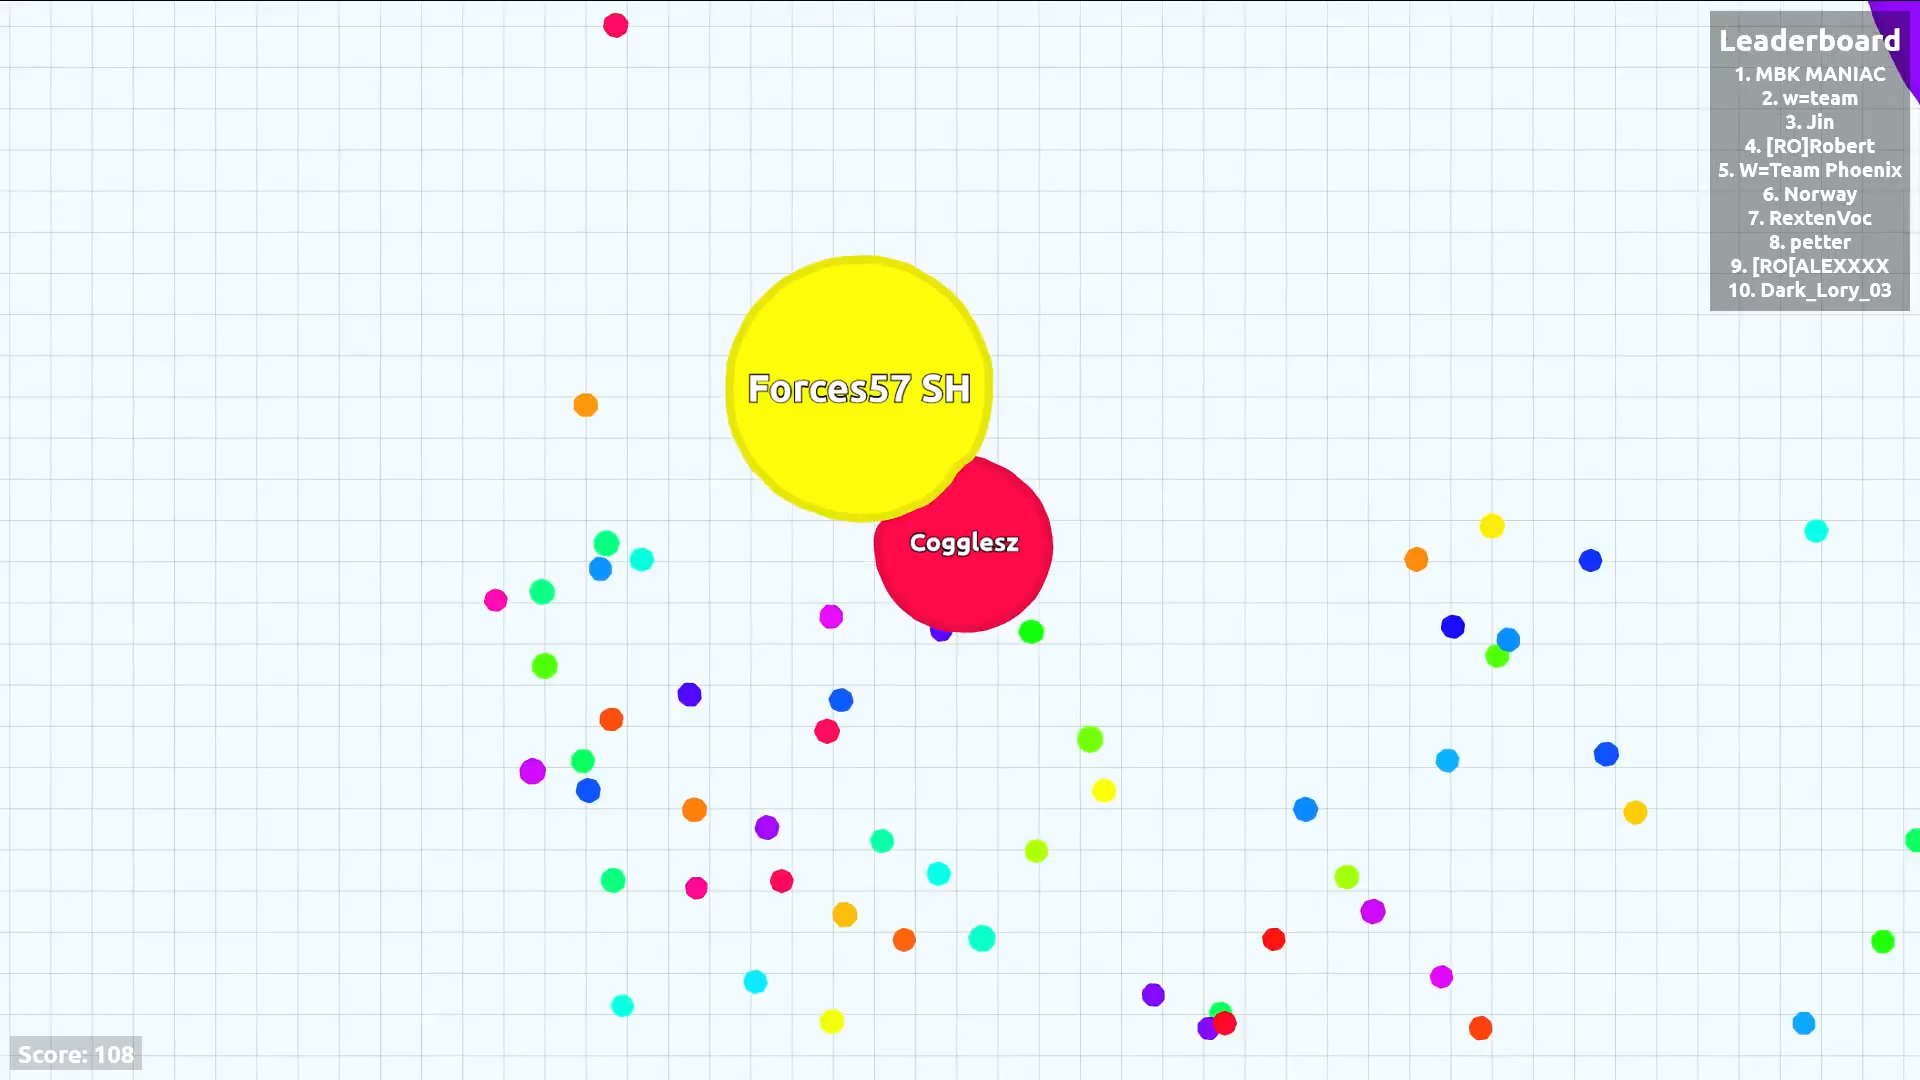 Leaderboard
1. MBK MANIAC
2. w=team
3. Jin
4. [RO]Robert
5. W=Team Phoenix
6. Norway
7. RextenVoc
8. petter
9. [RO[ALEXXXX
10. Dark_Lory_03
Forces57 SH
Cogglesz
Score: 108